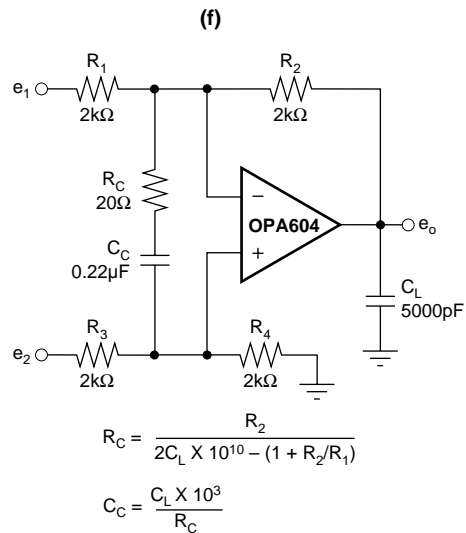 (f)
R1
R2
e1
2kΩ
2kΩ
RC
20Ω
–
OPA604
eo
CC
0.22µF
+
CL
5000pF
R3
R4
e2
2kΩ
2kΩ
RC = R2
2CL X 10^10 – (1 + R2/R1)
CC = CL X 10^3
RC